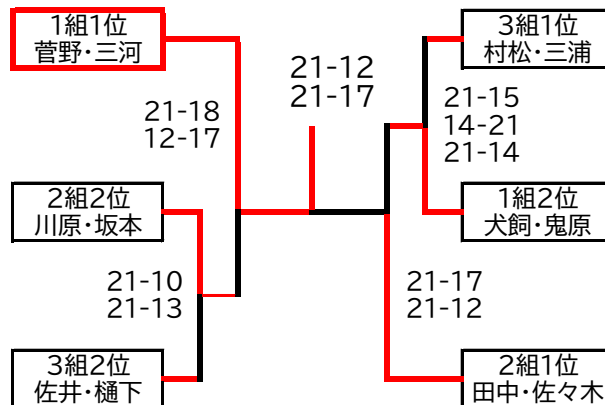 1組1位
菅野・三河
3組1位
村松・三浦
21-12
21-17
21-18
12-17
21-15
14-21
21-14
2組2位
川原・坂本
1組2位
犬飼・鬼原
21-10
21-13
21-17
21-12
3組2位
佐井・樋下
2組1位
田中・佐々木